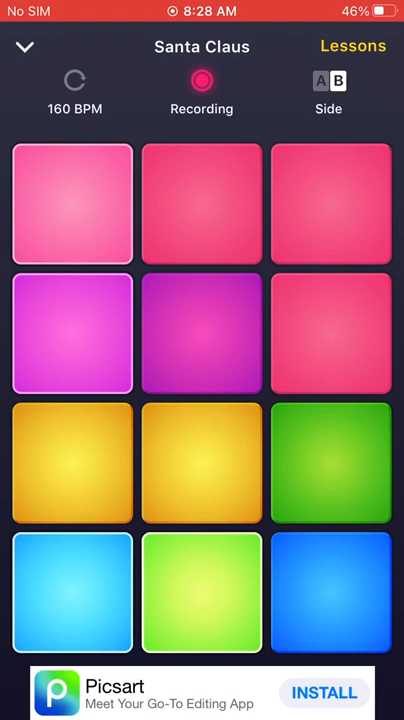 No SIM 8:28 AM 46%
Santa Claus Lessons
160 BPM Recording A B Side
P Picsart INSTALL
Meet Your Go-To Editing App